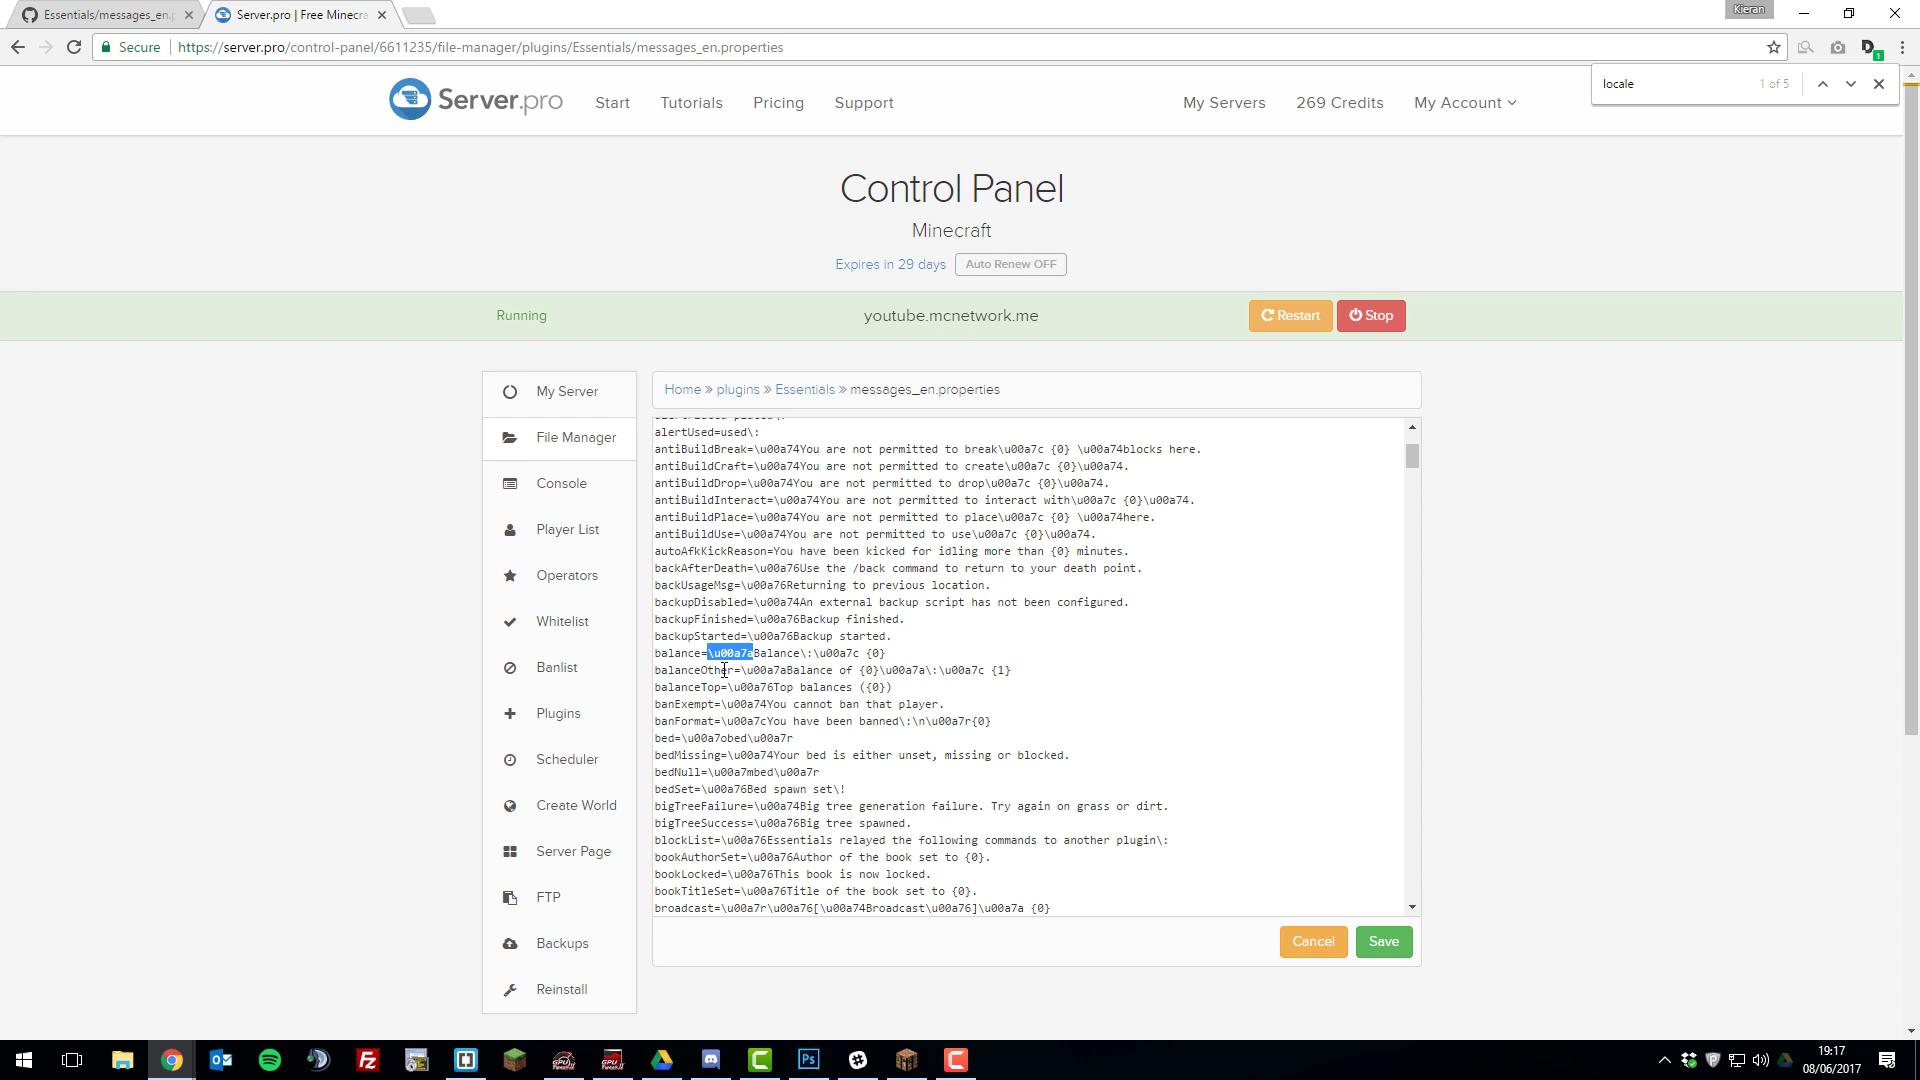 Essentials/messages_en.p
Server.pro | Free Minecra
Kieran
Secure
https://server.pro/control-panel/6611235/file-manager/plugins/Essentials/messages_en.properties
locale
1 of 5
Server.pro
Start
Tutorials
Pricing
Support
My Servers
269 Credits
My Account
Control Panel
Minecraft
Expires in 29 days
Auto Renew OFF
Running
youtube.mcnetwork.me
Restart
Stop
My Server
File Manager
Console
Player List
Operators
Whitelist
Banlist
Plugins
Scheduler
Create World
Server Page
FTP
Backups
Reinstall
Home » plugins » Essentials » messages_en.properties
alertUsed=used\:
antiBuildBreak=\u00a74You are not permitted to break\u00a7c {0} \u00a74blocks here.
antiBuildCraft=\u00a74You are not permitted to create\u00a7c {0}\u00a74.
antiBuildDrop=\u00a74You are not permitted to drop\u00a7c {0}\u00a74.
antiBuildInteract=\u00a74You are not permitted to interact with\u00a7c {0}\u00a74.
antiBuildPlace=\u00a74You are not permitted to place\u00a7c {0} \u00a74here.
antiBuildUse=\u00a74You are not permitted to use\u00a7c {0}\u00a74.
autoAfkKickReason=You have been kicked for idling more than {0} minutes.
backAfterDeath=\u00a76Use the /back command to return to your death point.
backUsageMsg=\u00a76Returning to previous location.
backupDisabled=\u00a74An external backup script has not been configured.
backupFinished=\u00a76Backup finished.
backupStarted=\u00a76Backup started.
balance=\u00a7aBalance\:\u00a7c {0}
balanceOther=\u00a7aBalance of {0}\u00a7a\:\u00a7c {1}
balanceTop=\u00a76Top balances ({0})
banExempt=\u00a74You cannot ban that player.
banFormat=\u00a7cYou have been banned\:\n\u00a7r{0}
bed=\u00a7obed\u00a7r
bedMissing=\u00a74Your bed is either unset, missing or blocked.
bedNull=\u00a7mbed\u00a7r
bedSet=\u00a76Bed spawn set\!
bigTreeFailure=\u00a74Big tree generation failure. Try again on grass or dirt.
bigTreeSuccess=\u00a76Big tree spawned.
blockList=\u00a76Essentials relayed the following commands to another plugin\:
bookAuthorSet=\u00a76Author of the book set to {0}.
bookLocked=\u00a76This book is now locked.
bookTitleSet=\u00a76Title of the book set to {0}.
broadcast=\u00a7r\u00a76[\u00a74Broadcast\u00a76]\u00a7a {0}
Cancel
Save
19:17
08/06/2017